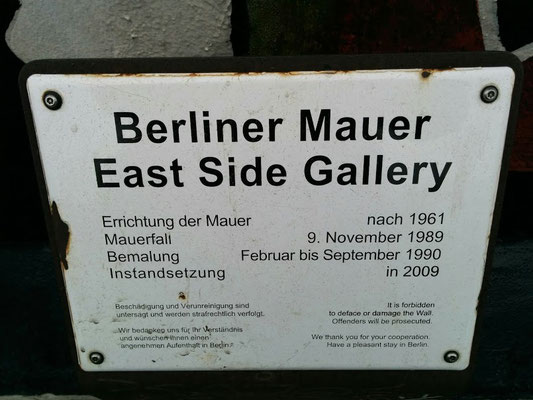 Berliner Mauer
East Side Gallery
Errichtung der Mauer nach 1961
Mauerfall 9. November 1989
Bemalung Februar bis September 1990
Instandsetzung in 2009
Beschädigung und Verunreinigung sind
untersagt und werden strafrechtlich verfolgt.
Wir bedanken uns für Ihr Verständnis
und wünschen Ihnen einen
angenehmen Aufenthalt in Berlin.
It is forbidden
to deface or damage the Wall.
Offenders will be prosecuted.
We thank you for your cooperation.
Have a pleasant stay in Berlin.